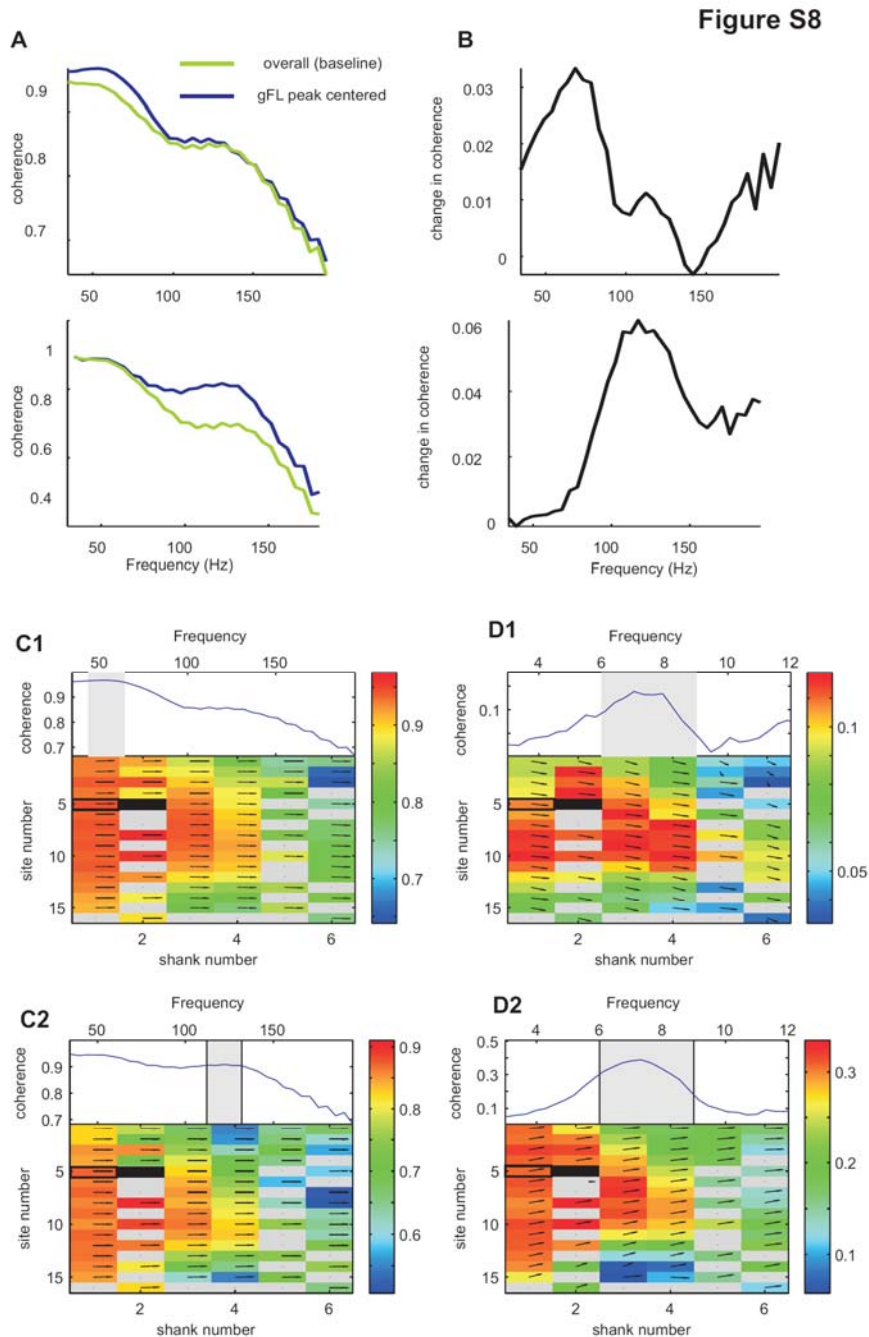 Figure S8
A
B
overall (baseline)
gFL peak centered
0.9
0.8
0.7
coherence
50 100 150
0.03
0.02
0.01
0
change in coherence
50 100 150
1
0.8
0.6
0.4
coherence
50 100 150
Frequency (Hz)
0.06
0.04
0.02
0
change in coherence
50 100 150
Frequency (Hz)
C1
Frequency
50 100 150
0.9
0.8
0.7
coherence
5
10
15
site number
2 4 6
shank number
0.9
0.8
0.7
D1
Frequency
4 6 8 10 12
0.1
coherence
5
10
15
site number
2 4 6
shank number
0.1
0.05
C2
Frequency
50 100 150
0.9
0.8
0.7
coherence
5
10
15
site number
2 4 6
shank number
0.9
0.8
0.7
0.6
D2
Frequency
4 6 8 10 12
0.5
0.3
0.1
coherence
5
10
15
site number
2 4 6
shank number
0.3
0.2
0.1